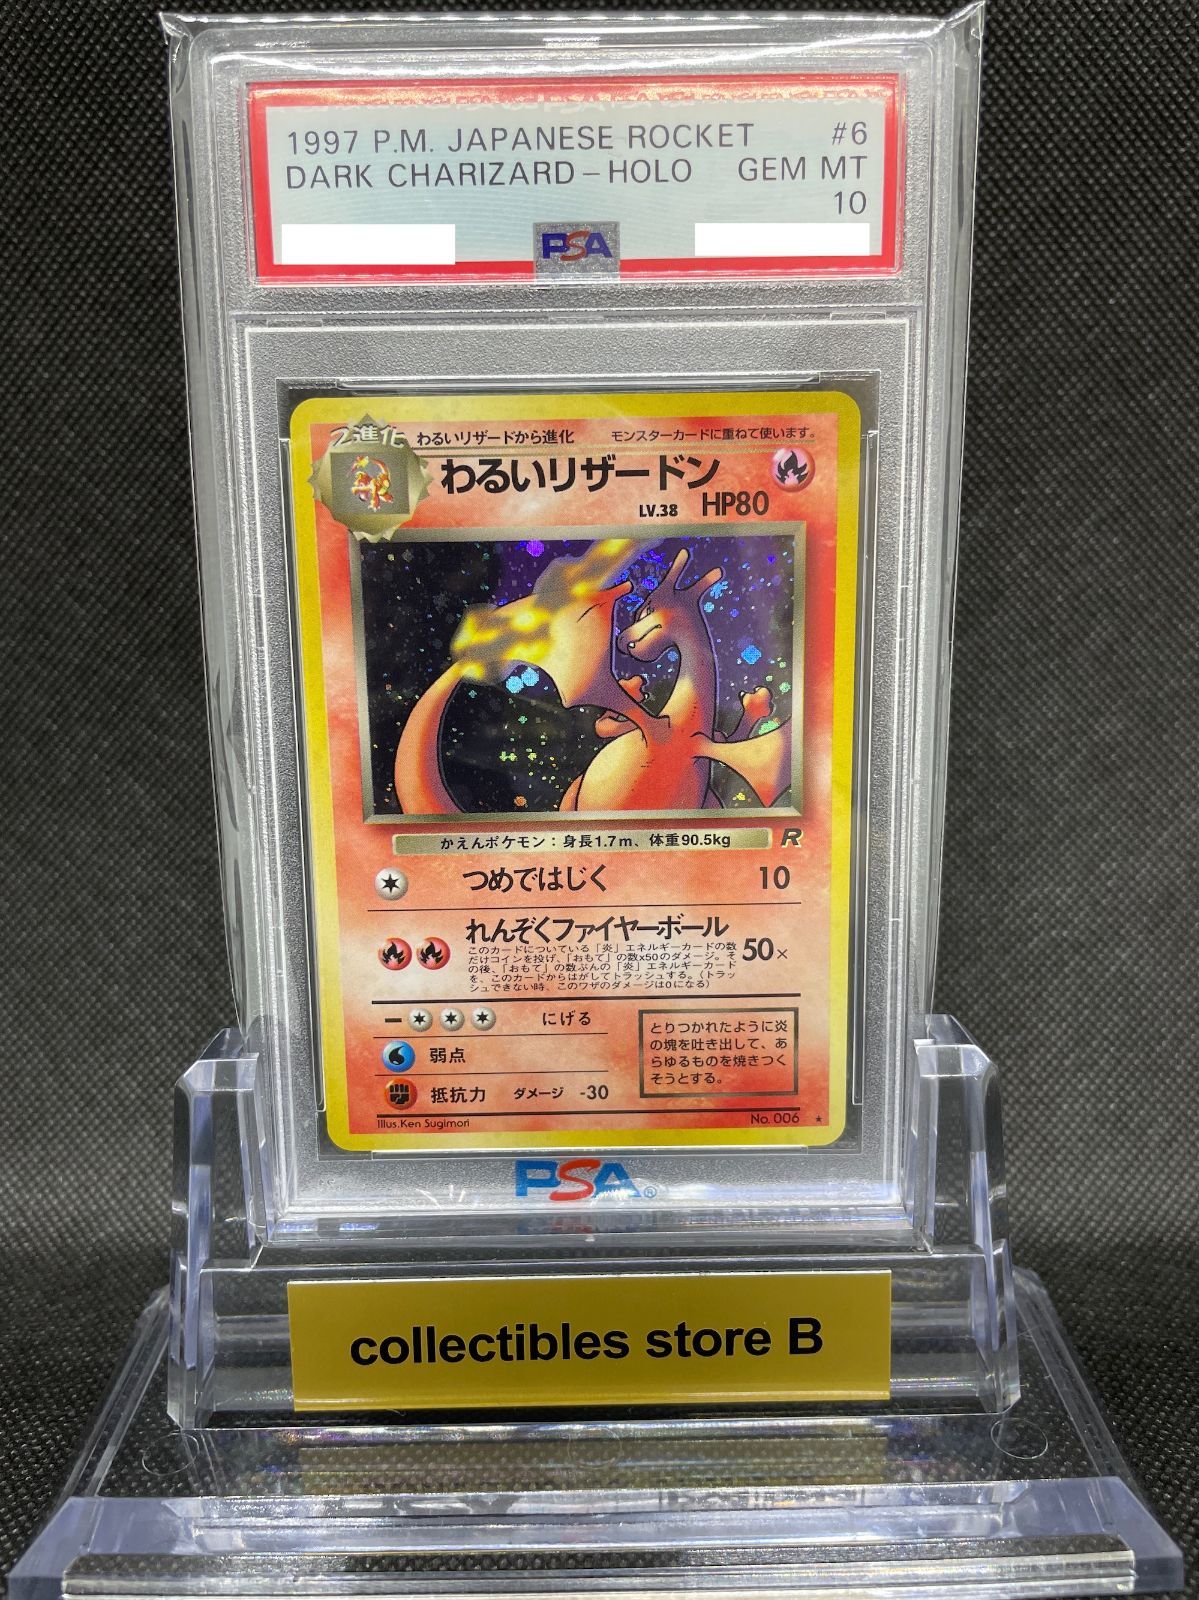 1997 P.M. JAPANESE ROCKET #6
DARK CHARIZARD-HOLO GEM MT
10
PSA
2進化 わるいリザードから進化 モンスターカードに重ねて使います。
わるいリザードン
LV.38 HP80
かえんポケモン：身長1.7m、体重90.5kg R
つめではじく 10
れんぞくファイヤーボール 50×
このカードについている「炎」エネルギーカードの数
だけコインを投げ、「おもて」の数x50のダメージ。そ
の後、「おもて」の数ぶんの「炎」エネルギーカード
を、このカードからはがしてトラッシュする。（トラッ
シュできない時、このワザのダメージは0になる）
にげる
弱点
抵抗力 ダメージ -30
とりつかれたように炎
の塊を吐き出して、あ
らゆるものを焼きつく
そうとする。
Illus.Ken Sugimori No.006 ★
PSA®
collectibles store B